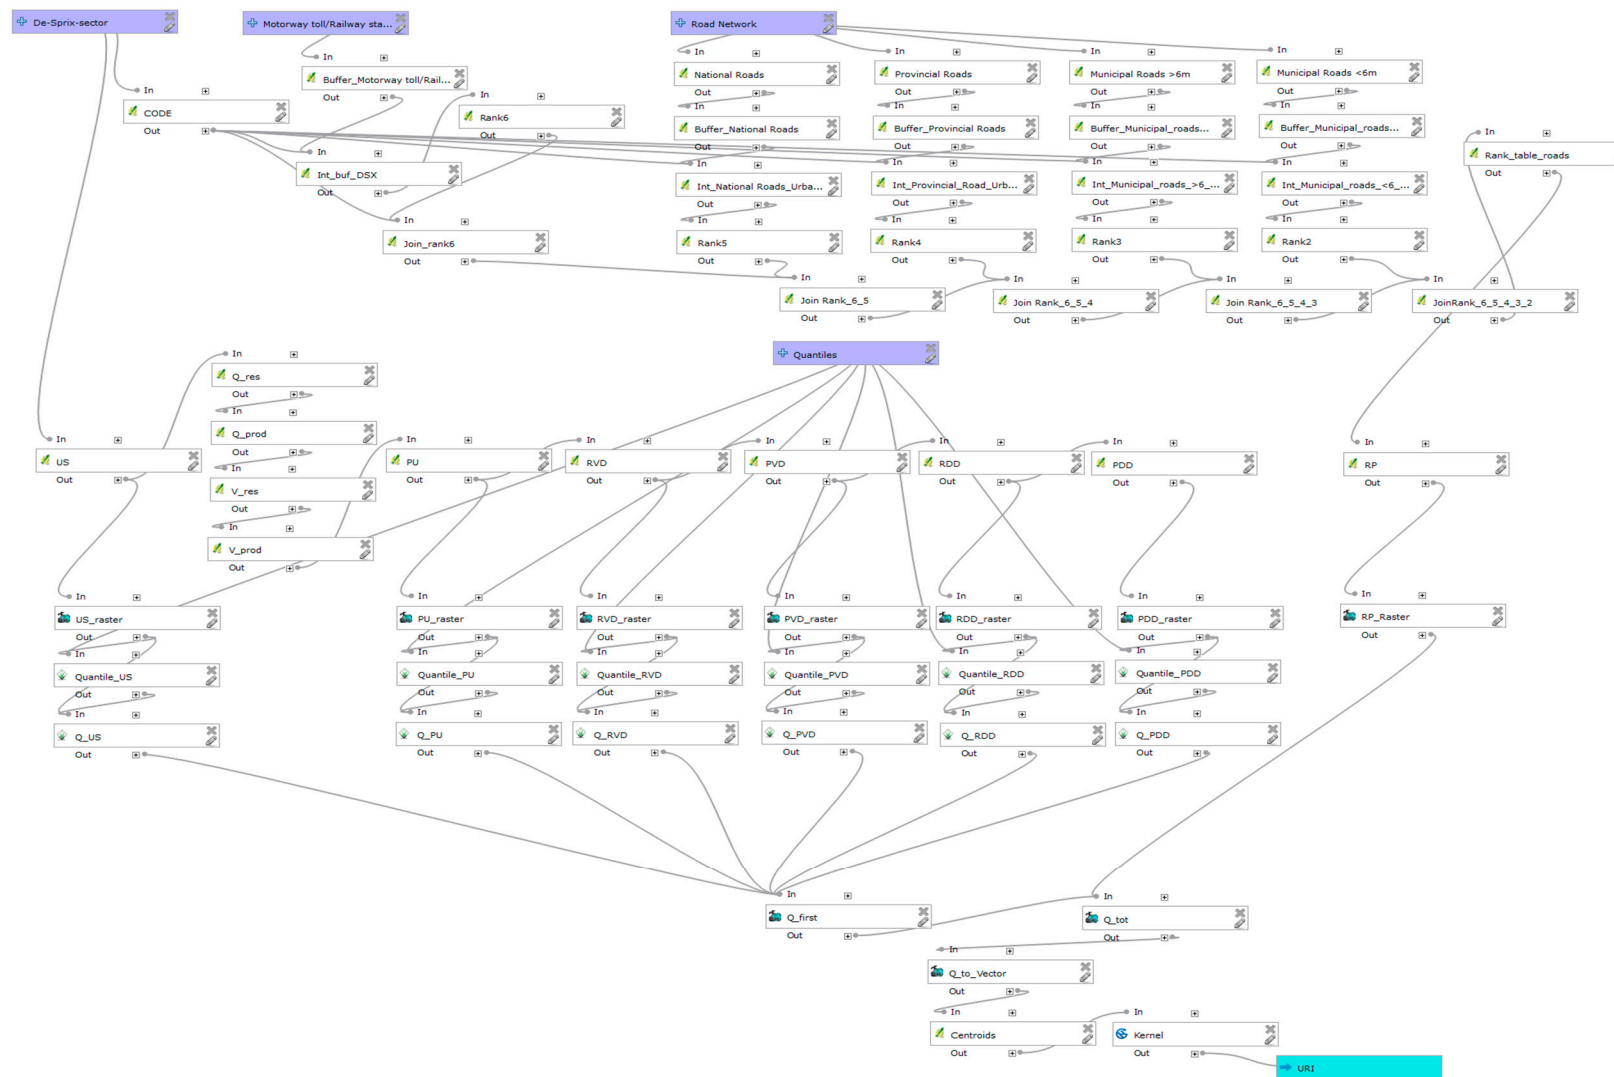 De-Sprix-sector
Motorway toll/Railway sta...
Road Network
In
In
In
In
In
Buffer_Motorway toll/Rail...
National Roads
Provincial Roads
Municipal Roads >6m
Municipal Roads <6m
Out
Out
Out
Out
Out
In
CODE
Out
In
Rank6
Out
In
In
In
In
Buffer_National Roads
Buffer_Provincial Roads
Buffer_Municipal_roads...
Buffer_Municipal_roads...
Out
Out
Out
Out
In
Rank_table_roads
Out
In
Int_buf_DSX
Out
In
In
In
In
Int_National Roads_Urba...
Int_Provincial_Road_Urb...
Int_Municipal_roads_>6_...
Int_Municipal_roads_<6_...
Out
Out
Out
Out
In
Join_rank6
Out
In
In
In
In
Rank5
Rank4
Rank3
Rank2
Out
Out
Out
Out
In
In
In
In
Join Rank_6_5
Join Rank_6_5_4
Join Rank_6_5_4_3
JoinRank_6_5_4_3_2
Out
Out
Out
Out
Quantiles
In
Q_res
Out
In
Q_prod
Out
In
V_res
Out
In
V_prod
Out
In
In
In
In
In
In
In
US
PU
RVD
PVD
RDD
PDD
RP
Out
Out
Out
Out
Out
Out
Out
In
In
In
In
In
In
In
US_raster
PU_raster
RVD_raster
PVD_raster
RDD_raster
PDD_raster
RP_Raster
Out
Out
Out
Out
Out
Out
Out
In
In
In
In
In
In
Quantile_US
Quantile_PU
Quantile_RVD
Quantile_PVD
Quantile_RDD
Quantile_PDD
Out
Out
Out
Out
Out
Out
In
In
In
In
In
In
Q_US
Q_PU
Q_RVD
Q_PVD
Q_RDD
Q_PDD
Out
Out
Out
Out
Out
Out
In
In
Q_first
Q_tot
Out
Out
In
Q_to_Vector
Out
In
In
Centroids
Kernel
Out
Out
URI